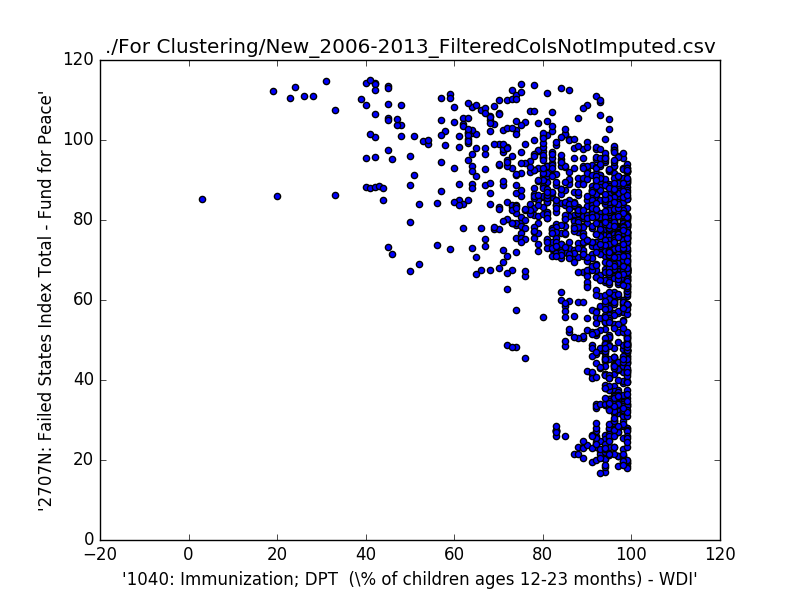 ./For Clustering/New_2006-2013_FilteredColsNotImputed.csv
120
100
80
60
40
20
0
'2707N: Failed States Index Total - Fund for Peace'
−20 0 20 40 60 80 100 120
'1040: Immunization; DPT  (\% of children ages 12-23 months) - WDI'